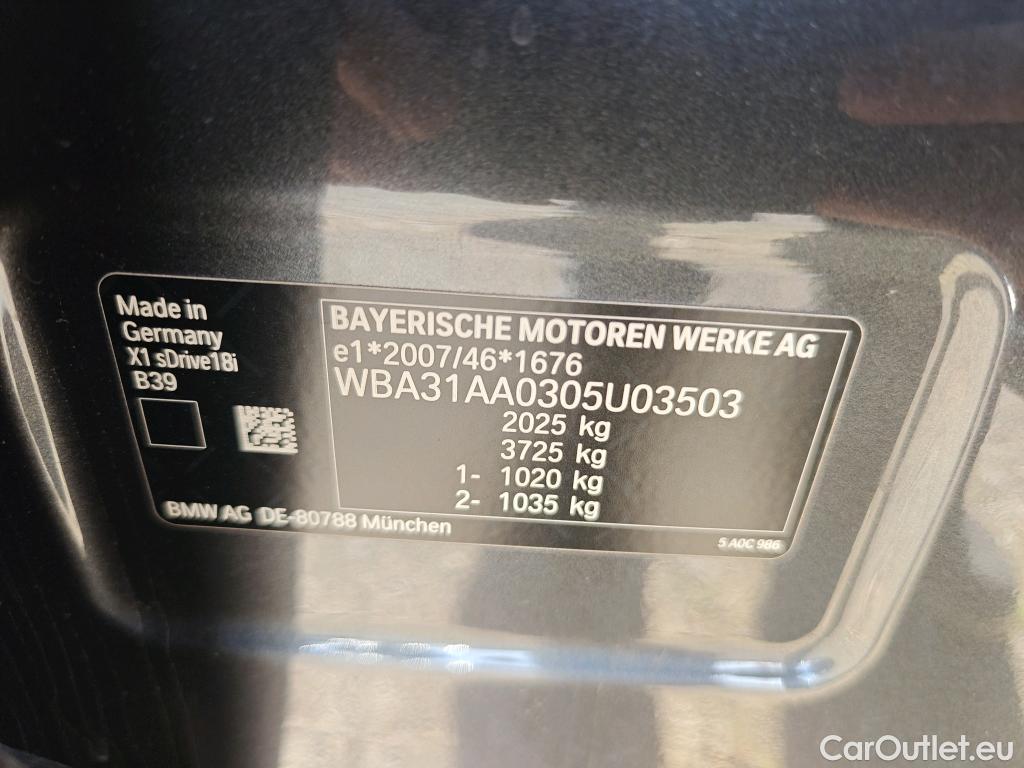 Made in
Germany
X1 sDrive18i
B39
BAYERISCHE MOTOREN WERKE AG
e1*2007/46*1676
WBA31AA0305U03503
2025 kg
3725 kg
1- 1020 kg
2- 1035 kg
BMW AG DE-80788 München
5 A0C 986
CarOutlet.eu